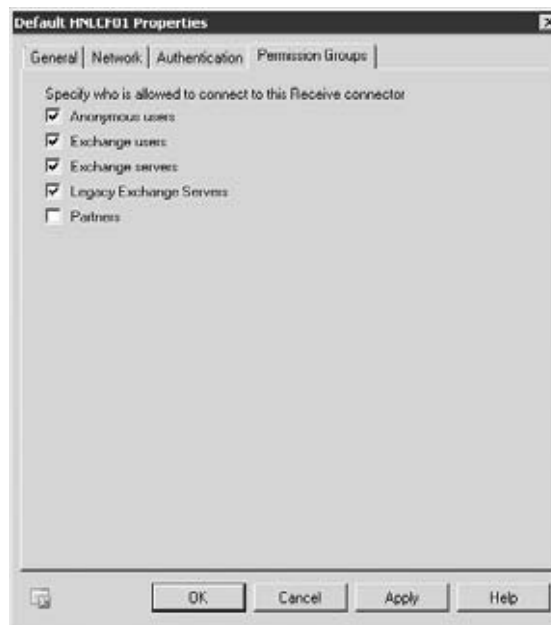 Default HNLCF01 Properties
General
Network
Authentication
Permission Groups
Specify who is allowed to connect to this Receive connector
Anonymous users
Exchange users
Exchange servers
Legacy Exchange Servers
Partners
OK
Cancel
Apply
Help